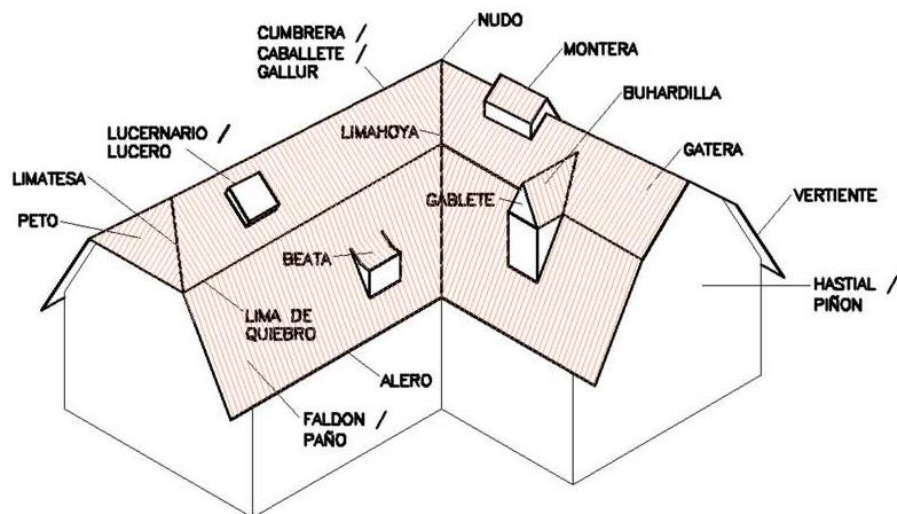 NUDO
CUMBRERA /
CABALLETE /
GALLUR
MONTERA
BUHARDILLA
LUCERNARIO /
LUCERO
LIMAHOYA
GATERA
LIMATESA
GABLETE
VERTIENTE
PETO
BEATA
HASTIAL /
PIÑON
LIMA DE
QUIEBRO
ALERO
FALDON /
PAÑO